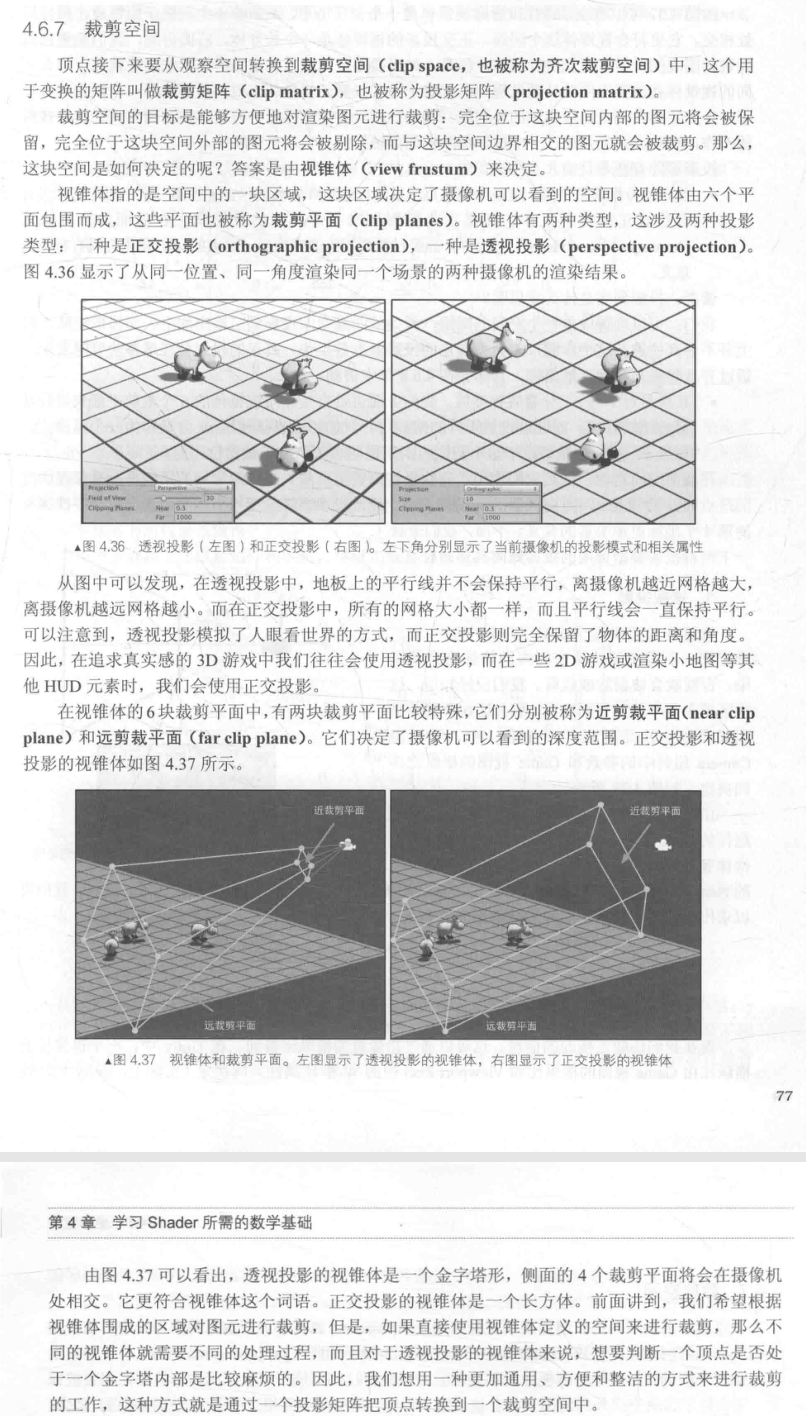 4.6.7 裁剪空间
顶点接下来要从观察空间转换到裁剪空间（clip space，也被称为齐次裁剪空间）中，这个用
于变换的矩阵叫做裁剪矩阵（clip matrix），也被称为投影矩阵（projection matrix）。
裁剪空间的目标是能够方便地对渲染图元进行裁剪：完全位于这块空间内部的图元将会被保
留，完全位于这块空间外部的图元将会被剔除，而与这块空间边界相交的图元就会被裁剪。那么，
这块空间是如何决定的呢？答案是由视锥体（view frustum）来决定。
视锥体指的是空间中的一块区域，这块区域决定了摄像机可以看到的空间。视锥体由六个平
面包围而成，这些平面也被称为裁剪平面（clip planes）。视锥体有两种类型，这涉及两种投影
类型：一种是正交投影（orthographic projection），一种是透视投影（perspective projection）。
图 4.36 显示了从同一位置、同一角度渲染同一个场景的两种摄像机的渲染结果。
Projection Perspective
Field of View 30
Clipping Planes Near 0.3
Far 1000
Projection Orthographic
Size 10
Clipping Planes Near 0.3
Far 1000
▲图 4.36 透视投影（左图）和正交投影（右图）。左下角分别显示了当前摄像机的投影模式和相关属性
从图中可以发现，在透视投影中，地板上的平行线并不会保持平行，离摄像机越近网格越大，
离摄像机越远网格越小。而在正交投影中，所有的网格大小都一样，而且平行线会一直保持平行。
可以注意到，透视投影模拟了人眼看世界的方式，而正交投影则完全保留了物体的距离和角度。
因此，在追求真实感的 3D 游戏中我们往往会使用透视投影，而在一些 2D 游戏或渲染小地图等其
他 HUD 元素时，我们会使用正交投影。
在视锥体的 6 块裁剪平面中，有两块裁剪平面比较特殊，它们分别被称为近剪裁平面(near clip
plane）和远剪裁平面（far clip plane）。它们决定了摄像机可以看到的深度范围。正交投影和透视
投影的视锥体如图 4.37 所示。
近裁剪平面
远裁剪平面
近裁剪平面
远裁剪平面
▲图 4.37 视锥体和裁剪平面。左图显示了透视投影的视锥体，右图显示了正交投影的视锥体
77
第 4 章 学习 Shader 所需的数学基础
由图 4.37 可以看出，透视投影的视锥体是一个金字塔形，侧面的 4 个裁剪平面将会在摄像机
处相交。它更符合视锥体这个词语。正交投影的视锥体是一个长方体。前面讲到，我们希望根据
视锥体围成的区域对图元进行裁剪，但是，如果直接使用视锥体定义的空间来进行裁剪，那么不
同的视锥体就需要不同的处理过程，而且对于透视投影的视锥体来说，想要判断一个顶点是否处
于一个金字塔内部是比较麻烦的。因此，我们想用一种更加通用、方便和整洁的方式来进行裁剪
的工作，这种方式就是通过一个投影矩阵把顶点转换到一个裁剪空间中。